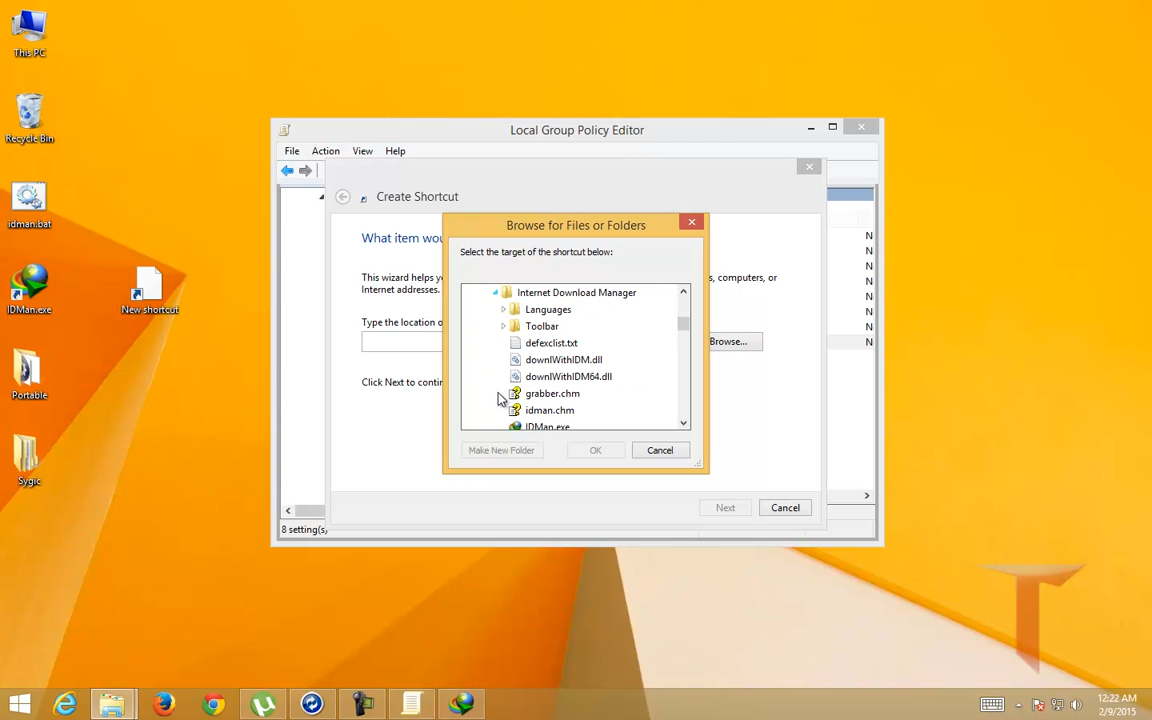 This PC
Recycle Bin
idman.bat
IDMan.exe
New shortcut
Portable
Sygic
Local Group Policy Editor
File Action View Help
Create Shortcut
What item wou
This wizard helps y
s, computers, or
Internet addresses.
Type the location o
Browse...
Click Next to contin
Browse for Files or Folders
Select the target of the shortcut below:
Internet Download Manager
Languages
Toolbar
defexclist.txt
downlWithIDM.dll
downlWithIDM64.dll
grabber.chm
idman.chm
IDMan.exe
Make New Folder OK Cancel
Next Cancel
N
N
N
N
N
N
N
N
8 setting(s)
T
12:22 AM
2/9/2015